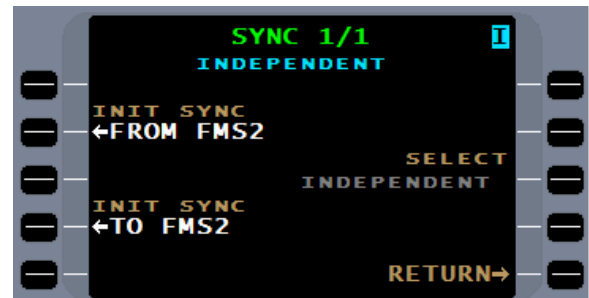 SYNC 1/1 I
INDEPENDENT
INIT SYNC
←FROM FMS2
SELECT
INDEPENDENT
INIT SYNC
←TO FMS2
RETURN→